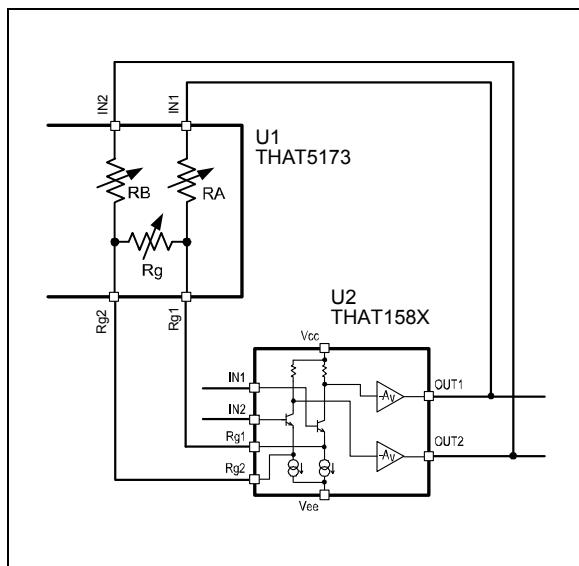 IN2
IN1
U1
THAT5173
RB
RA
Rg
Rg2
Rg1
U2
THAT158X
Vcc
IN1
OUT1
-Av
IN2
Rg1
OUT2
-Av
Rg2
Vee